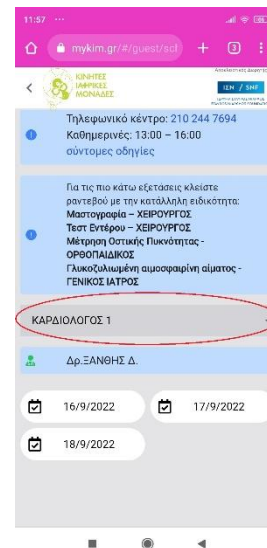 11:57 ...
mykim.gr/#/guest/scl
3
ΚΙΝΗΤΕΣ
ΙΑΤΡΙΚΕΣ
ΜΟΝΑΔΕΣ
ΙΣΝ / SNF
Τηλεφωνικό κέντρο: 210 244 7694
Καθημερινές: 13:00 – 16:00
σύντομες οδηγίες
Για τις πιο κάτω εξετάσεις κλείστε
ραντεβού με την κατάλληλη ειδικότητα:
Μαστογραφία – ΧΕΙΡΟΥΡΓΟΣ
Τεστ Εντέρου – ΧΕΙΡΟΥΡΓΟΣ
Μέτρηση Οστικής Πυκνότητας -
ΟΡΘΟΠΑΙΔΙΚΟΣ
Γλυκοζυλιωμένη αιμοσφαιρίνη αίματος -
ΓΕΝΙΚΟΣ ΙΑΤΡΟΣ
ΚΑΡΔΙΟΛΟΓΟΣ 1
Δρ.ΞΑΝΘΗΣ Δ.
16/9/2022
17/9/2022
18/9/2022